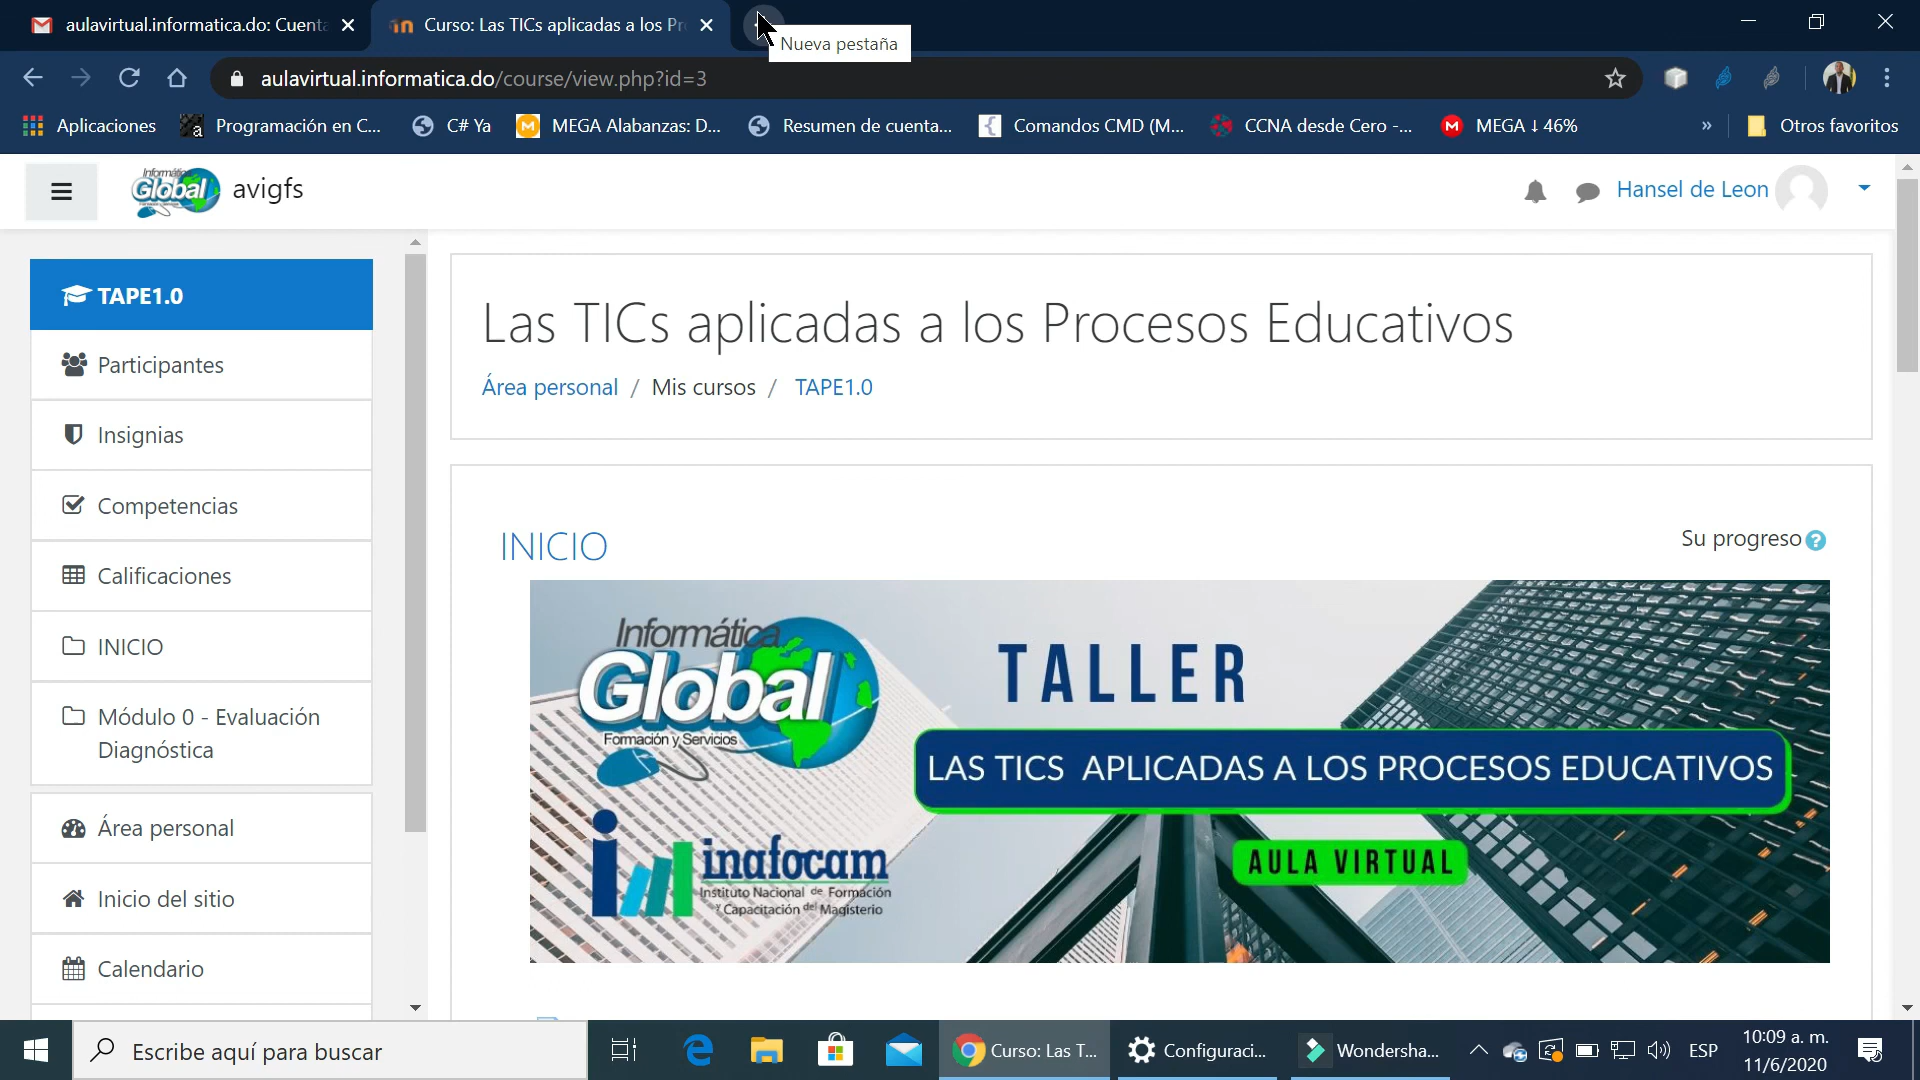 aulavirtual.informatica.do: Cuenta
Curso: Las TICs aplicadas a los Pr
Nueva pestaña
aulavirtual.informatica.do/course/view.php?id=3
Aplicaciones
Programación en C...
C# Ya
MEGA Alabanzas: D...
Resumen de cuenta...
Comandos CMD (M...
CCNA desde Cero -...
MEGA ↓ 46%
»
Otros favoritos
Informática
Global
avigfs
Hansel de Leon
TAPE1.0
Participantes
Insignias
Competencias
Calificaciones
INICIO
Módulo 0 - Evaluación
Diagnóstica
Área personal
Inicio del sitio
Calendario
Las TICs aplicadas a los Procesos Educativos
Área personal / Mis cursos / TAPE1.0
INICIO
Su progreso
Informática
Global
Formación y Servicios
TALLER
LAS TICS APLICADAS A LOS PROCESOS EDUCATIVOS
AULA VIRTUAL
inafocam
Instituto Nacional de Formación
y Capacitación del Magisterio
Escribe aquí para buscar
Curso: Las T...
Configuraci...
Wondersha...
ESP
10:09 a. m.
11/6/2020